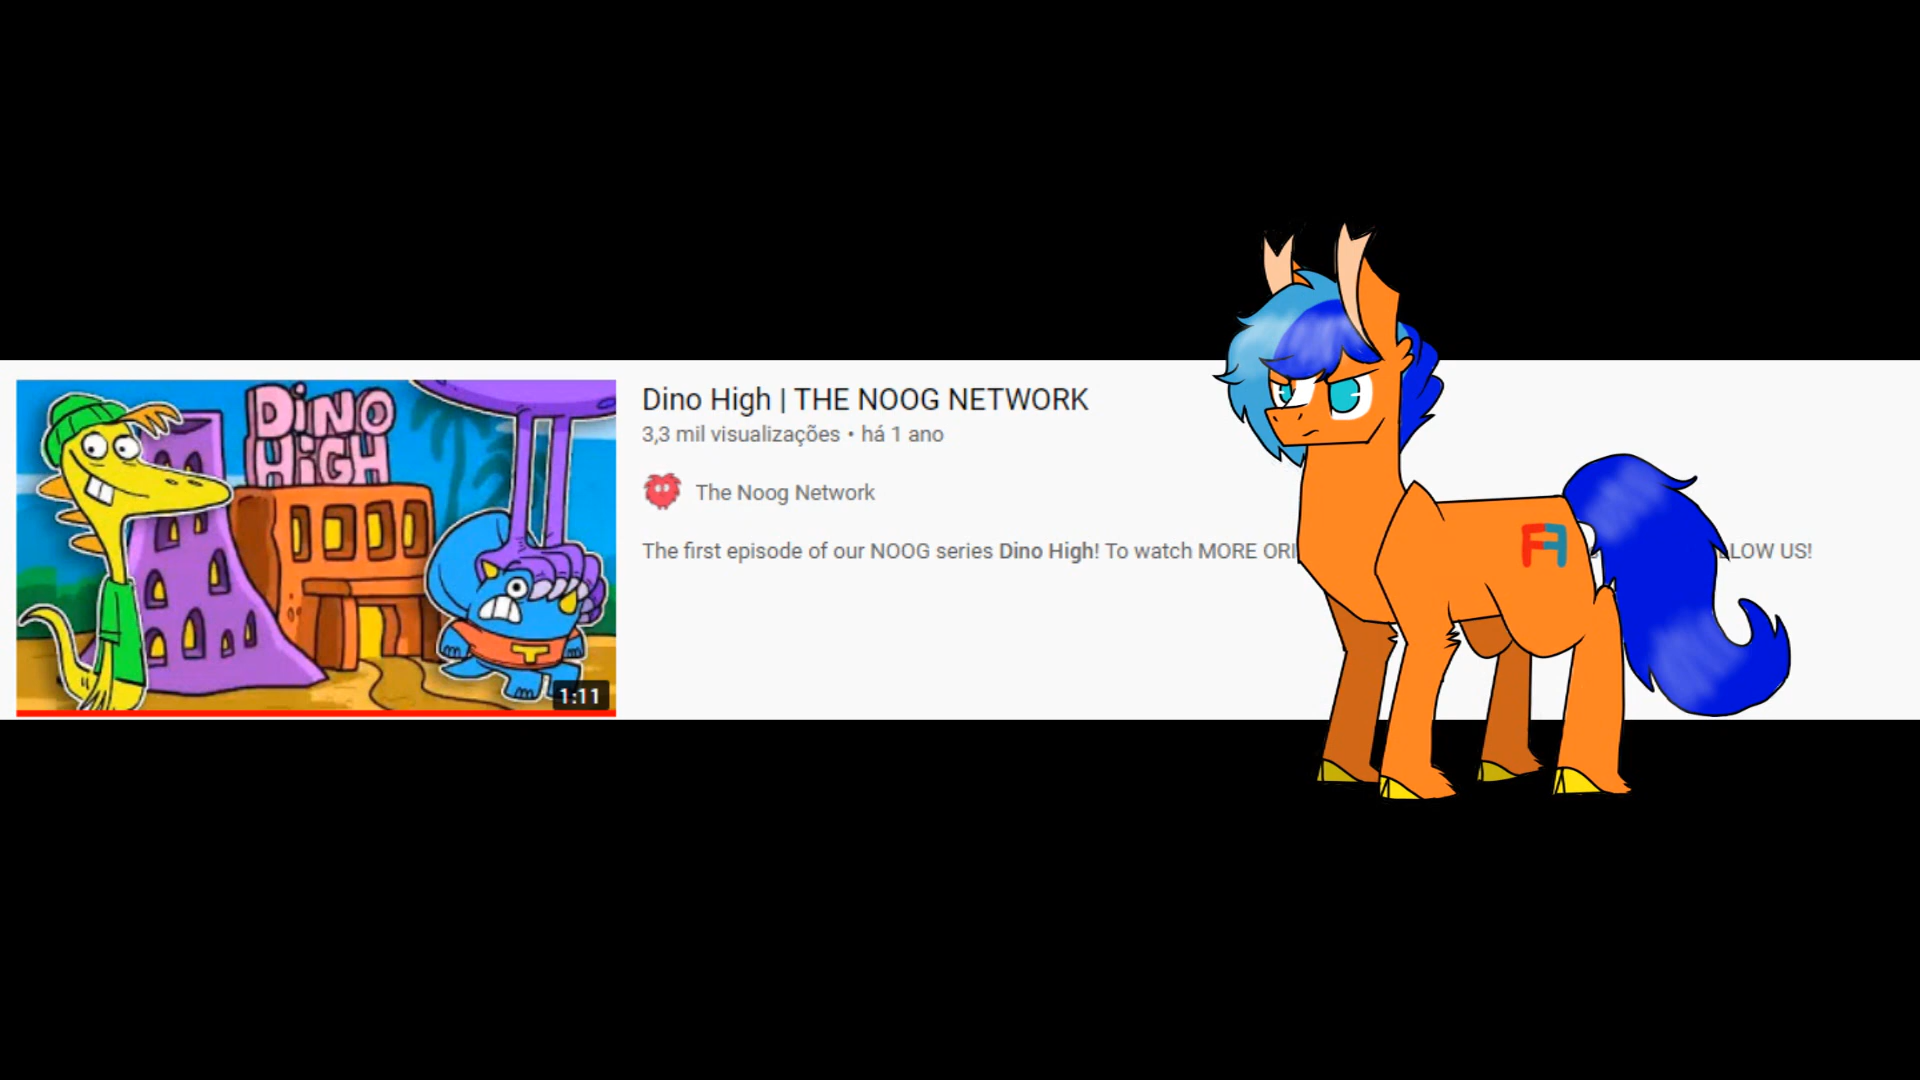 DINO
HIGH
T
1:11
Dino High | THE NOOG NETWORK
3,3 mil visualizações • há 1 ano
The Noog Network
The first episode of our NOOG series Dino High! To watch MORE LOW US!
FF